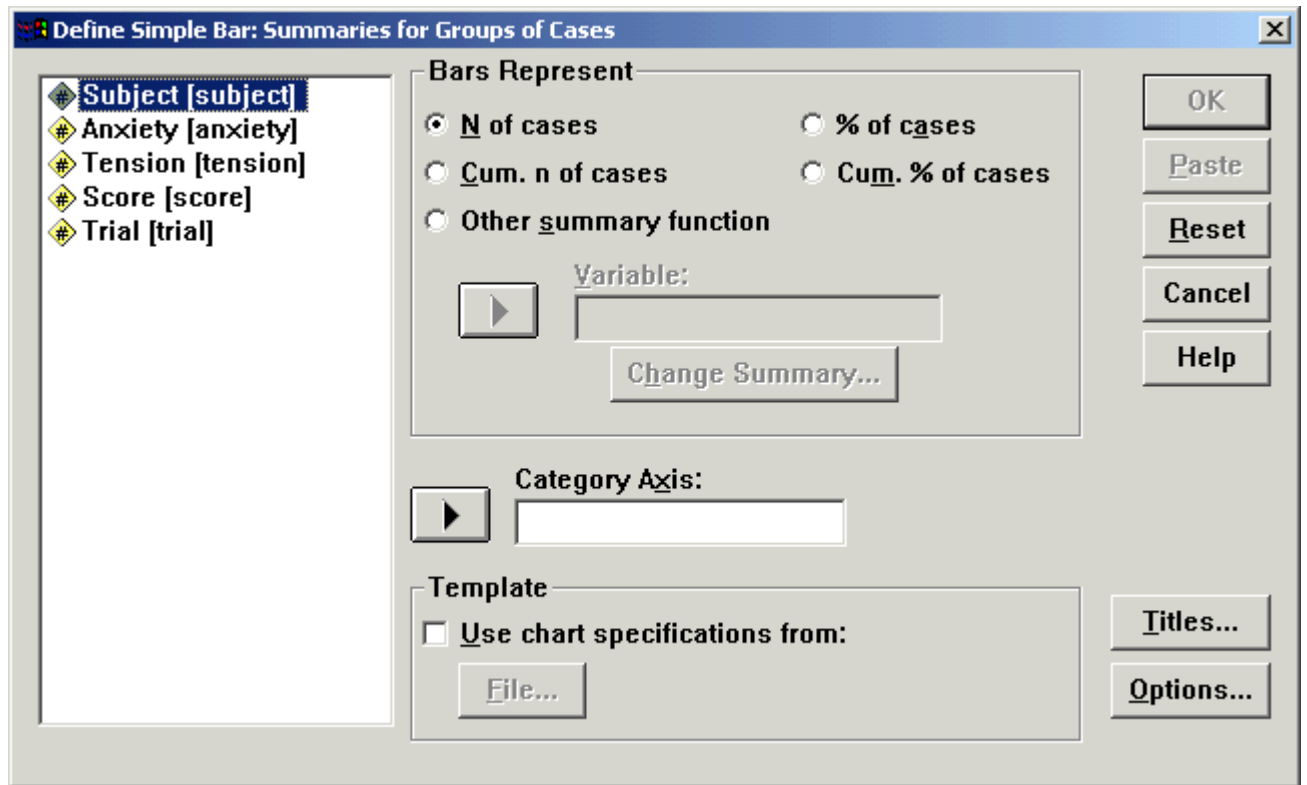 Define Simple Bar: Summaries for Groups of Cases
Subject [subject]
Anxiety [anxiety]
Tension [tension]
Score [score]
Trial [trial]
Bars Represent
N of cases
% of cases
Cum. n of cases
Cum. % of cases
Other summary function
Variable:
Change Summary...
Category Axis:
Template
Use chart specifications from:
File...
OK
Paste
Reset
Cancel
Help
Titles...
Options...